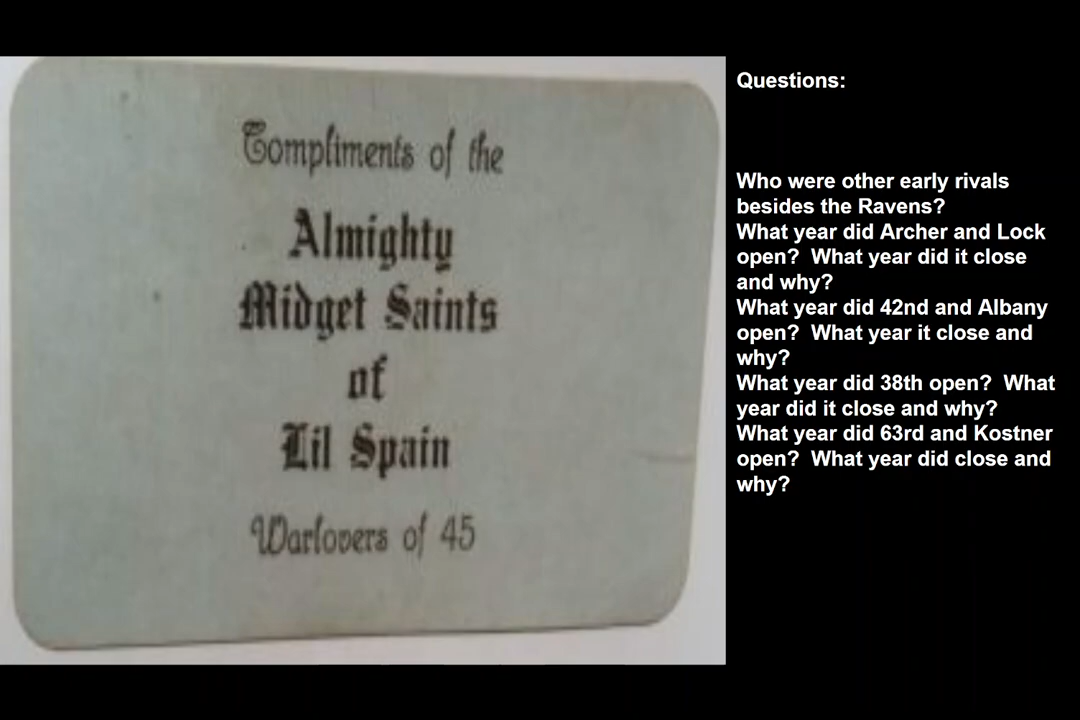 Compliments of the
Almighty
Midget Saints
of
Lil Spain
Warlovers of 45
Questions:
Who were other early rivals
besides the Ravens?
What year did Archer and Lock
open?  What year did it close
and why?
What year did 42nd and Albany
open?  What year it close and
why?
What year did 38th open?  What
year did it close and why?
What year did 63rd and Kostner
open?  What year did close and
why?